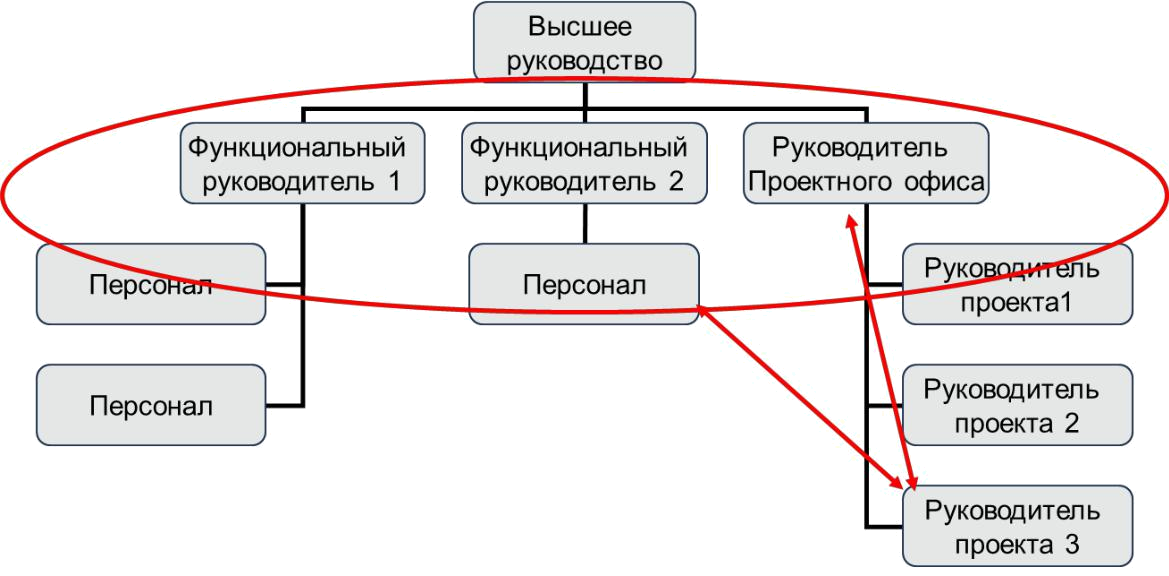 Высшее
руководство
Функциональный
руководитель 1
Функциональный
руководитель 2
Руководитель
Проектного офиса
Персонал
Персонал
Руководитель
проекта1
Персонал
Руководитель
проекта 2
Руководитель
проекта 3